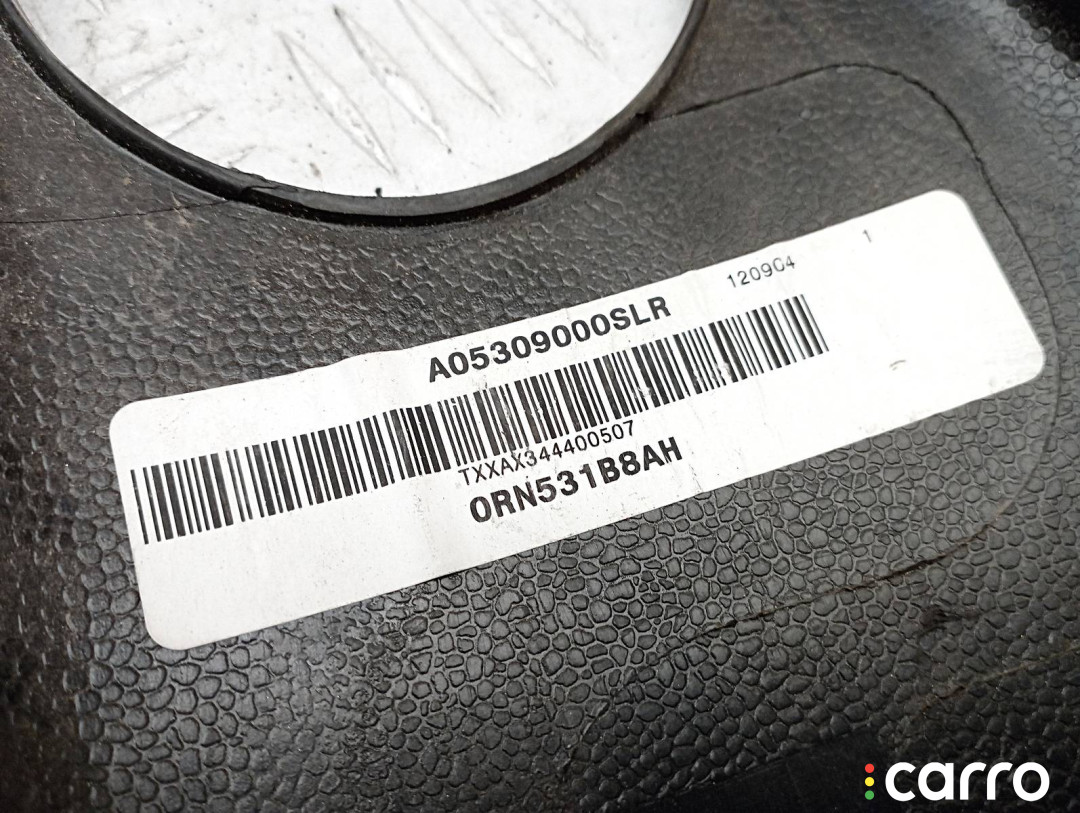 1
120904
A05309000SLR
TXXAX344400507
0RN531B8AH
carro